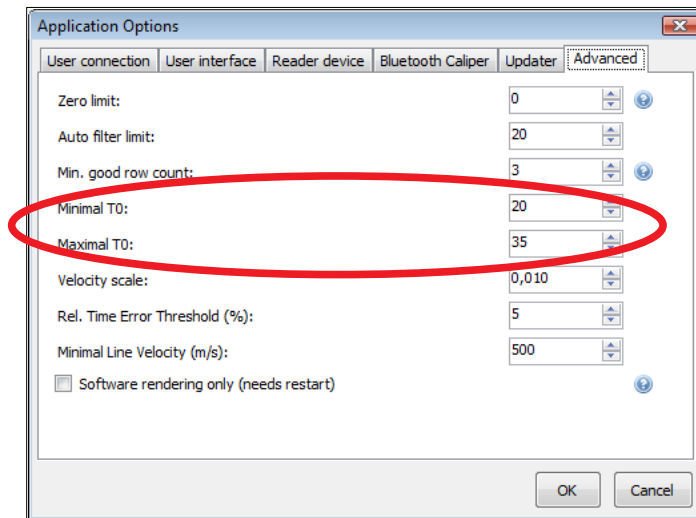 Application Options
User connection User interface Reader device Bluetooth Caliper Updater Advanced
Zero limit: 0
Auto filter limit: 20
Min. good row count: 3
Minimal T0: 20
Maximal T0: 35
Velocity scale: 0,010
Rel. Time Error Threshold (%): 5
Minimal Line Velocity (m/s): 500
Software rendering only (needs restart)
OK Cancel